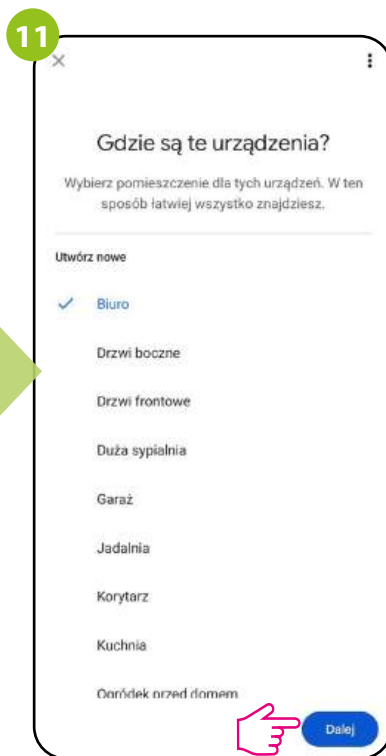 11
Gdzie są te urządzenia?
Wybierz pomieszczenie dla tych urządzeń. W ten
sposób łatwiej wszystko znajdziesz.
Utwórz nowe
Biuro
Drzwi boczne
Drzwi frontowe
Duża sypialnia
Garaż
Jadalnia
Korytarz
Kuchnia
Ogródek przed domem
Dalej